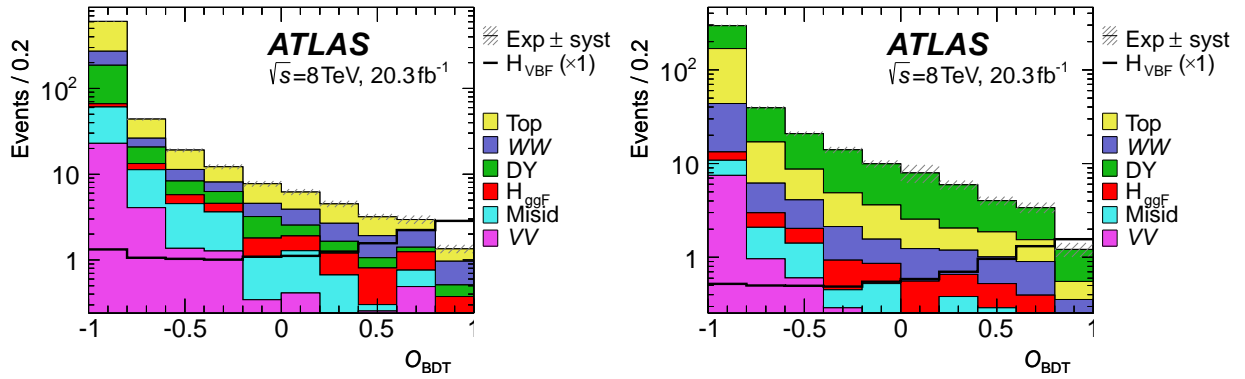 ATLAS
√s=8 TeV, 20.3 fb⁻¹
Events / 0.2
10²
10
1
-1 -0.5 0 0.5 1
O_BDT
Exp ± syst
H_VBF (×1)
Top
WW
DY
H_ggF
Misid
VV
ATLAS
√s=8 TeV, 20.3 fb⁻¹
Events / 0.2
10²
10
1
-1 -0.5 0 0.5 1
O_BDT
Exp ± syst
H_VBF (×1)
Top
WW
DY
H_ggF
Misid
VV